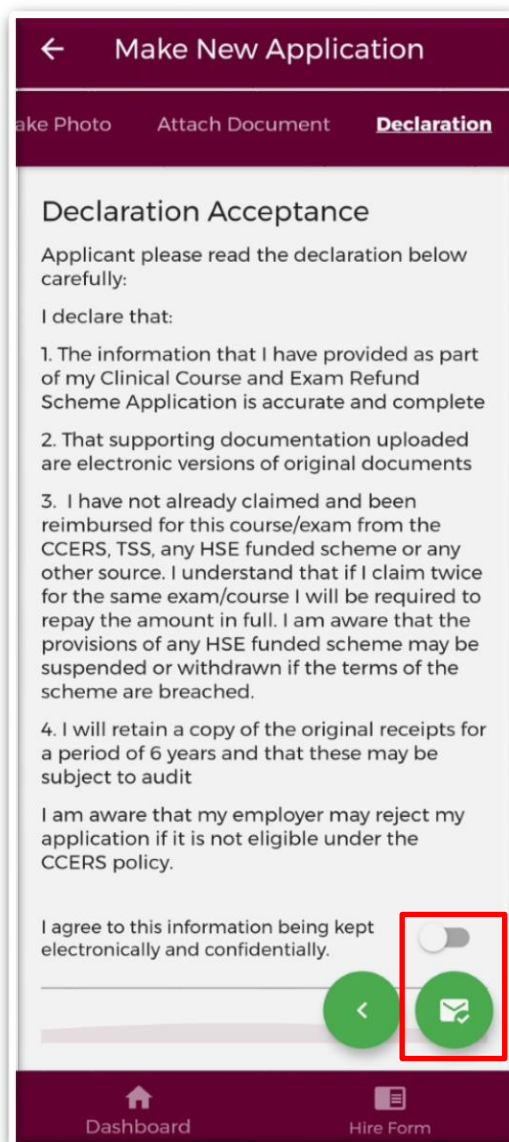 Make New Application
ake Photo Attach Document Declaration
Declaration Acceptance
Applicant please read the declaration below
carefully:
I declare that:
1. The information that I have provided as part
of my Clinical Course and Exam Refund
Scheme Application is accurate and complete
2. That supporting documentation uploaded
are electronic versions of original documents
3.  I have not already claimed and been
reimbursed for this course/exam from the
CCERS, TSS, any HSE funded scheme or any
other source. I understand that if I claim twice
for the same exam/course I will be required to
repay the amount in full. I am aware that the
provisions of any HSE funded scheme may be
suspended or withdrawn if the terms of the
scheme are breached.
4. I will retain a copy of the original receipts for
a period of 6 years and that these may be
subject to audit
I am aware that my employer may reject my
application if it is not eligible under the
CCERS policy.
I agree to this information being kept
electronically and confidentially.
Dashboard Hire Form